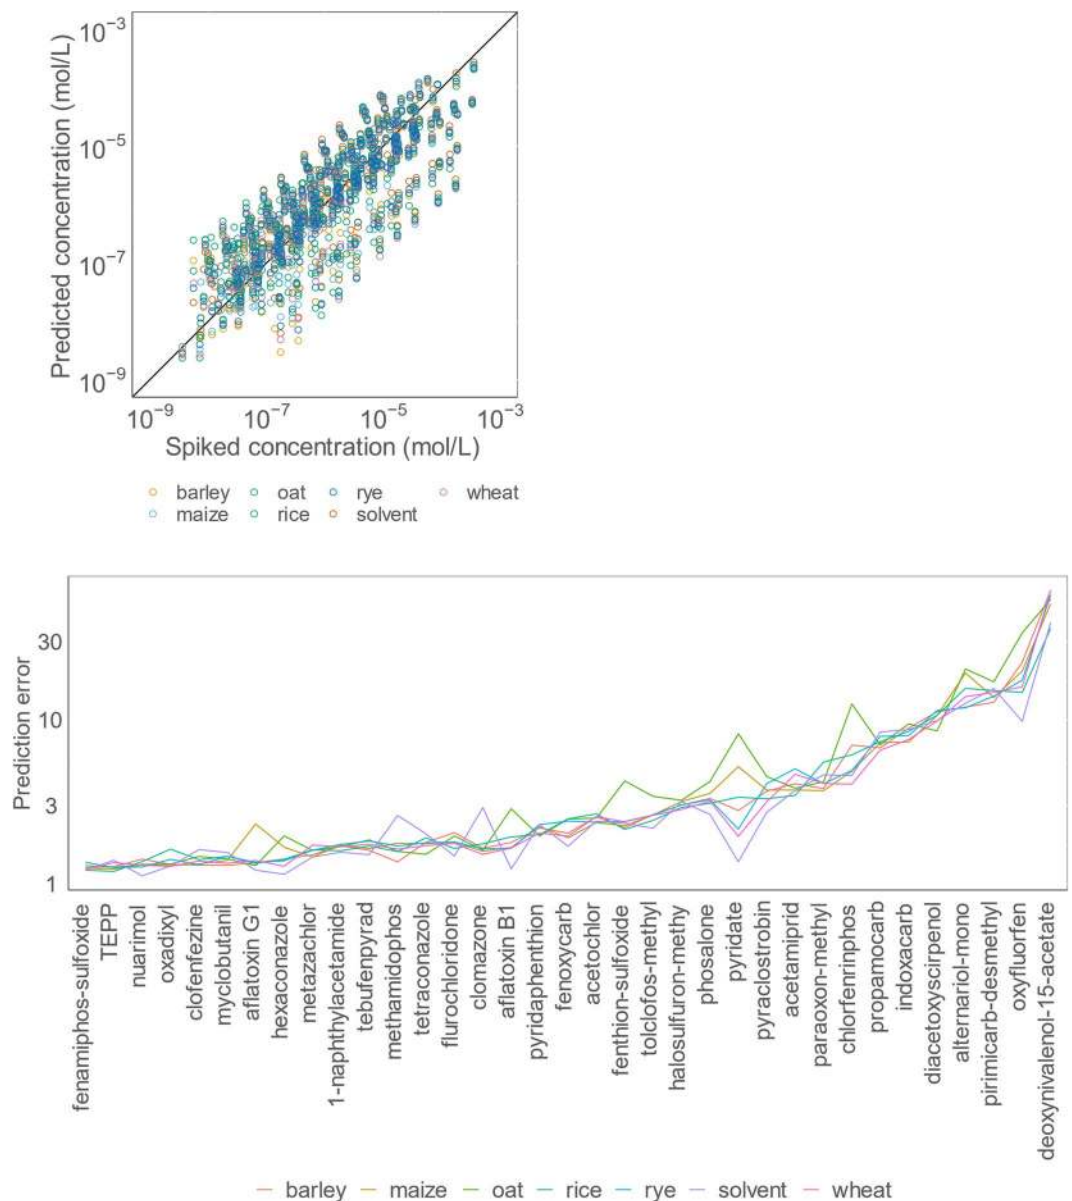 Predicted concentration (mol/L)
10⁻³
10⁻⁵
10⁻⁷
10⁻⁹
10⁻⁹ 10⁻⁷ 10⁻⁵ 10⁻³
Spiked concentration (mol/L)
barley oat rye wheat
maize rice solvent
Prediction error
30
10
3
1
fenamiphos-sulfoxide
TEPP
nuarimol
oxadixyl
clofenfezine
myclobutanil
aflatoxin G1
hexaconazole
metazachlor
1-naphthylacetamide
tebufenpyrad
methamidophos
tetraconazole
flurochloridone
clomazone
aflatoxin B1
pyridaphenthion
fenoxycarb
acetochlor
fenthion-sulfoxide
tolclofos-methyl
halosulfuron-methy
phosalone
pyridate
pyraclostrobin
acetamiprid
paraoxon-methyl
chlorfenrinphos
propamocarb
indoxacarb
diacetoxyscirpenol
alternariol-mono
pirimicarb-desmethyl
oxyfluorfen
deoxynivalenol-15-acetate
barley maize oat rice rye solvent wheat